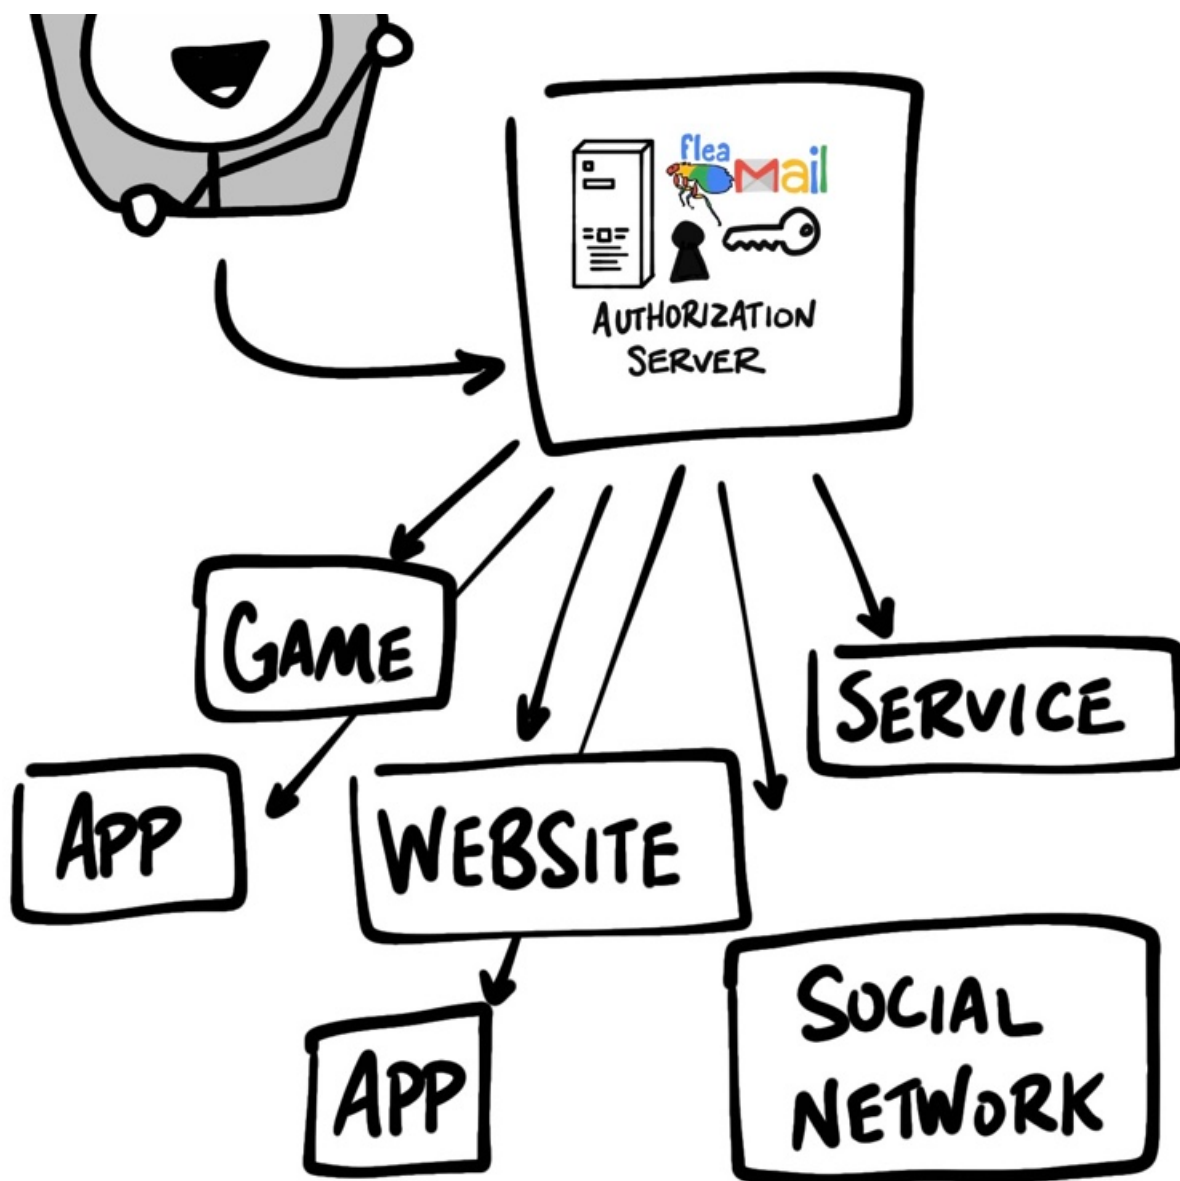 flea
Mail
AUTHORIZATION
SERVER
GAME
SERVICE
APP
WEBSITE
SOCIAL
NETWORK
APP